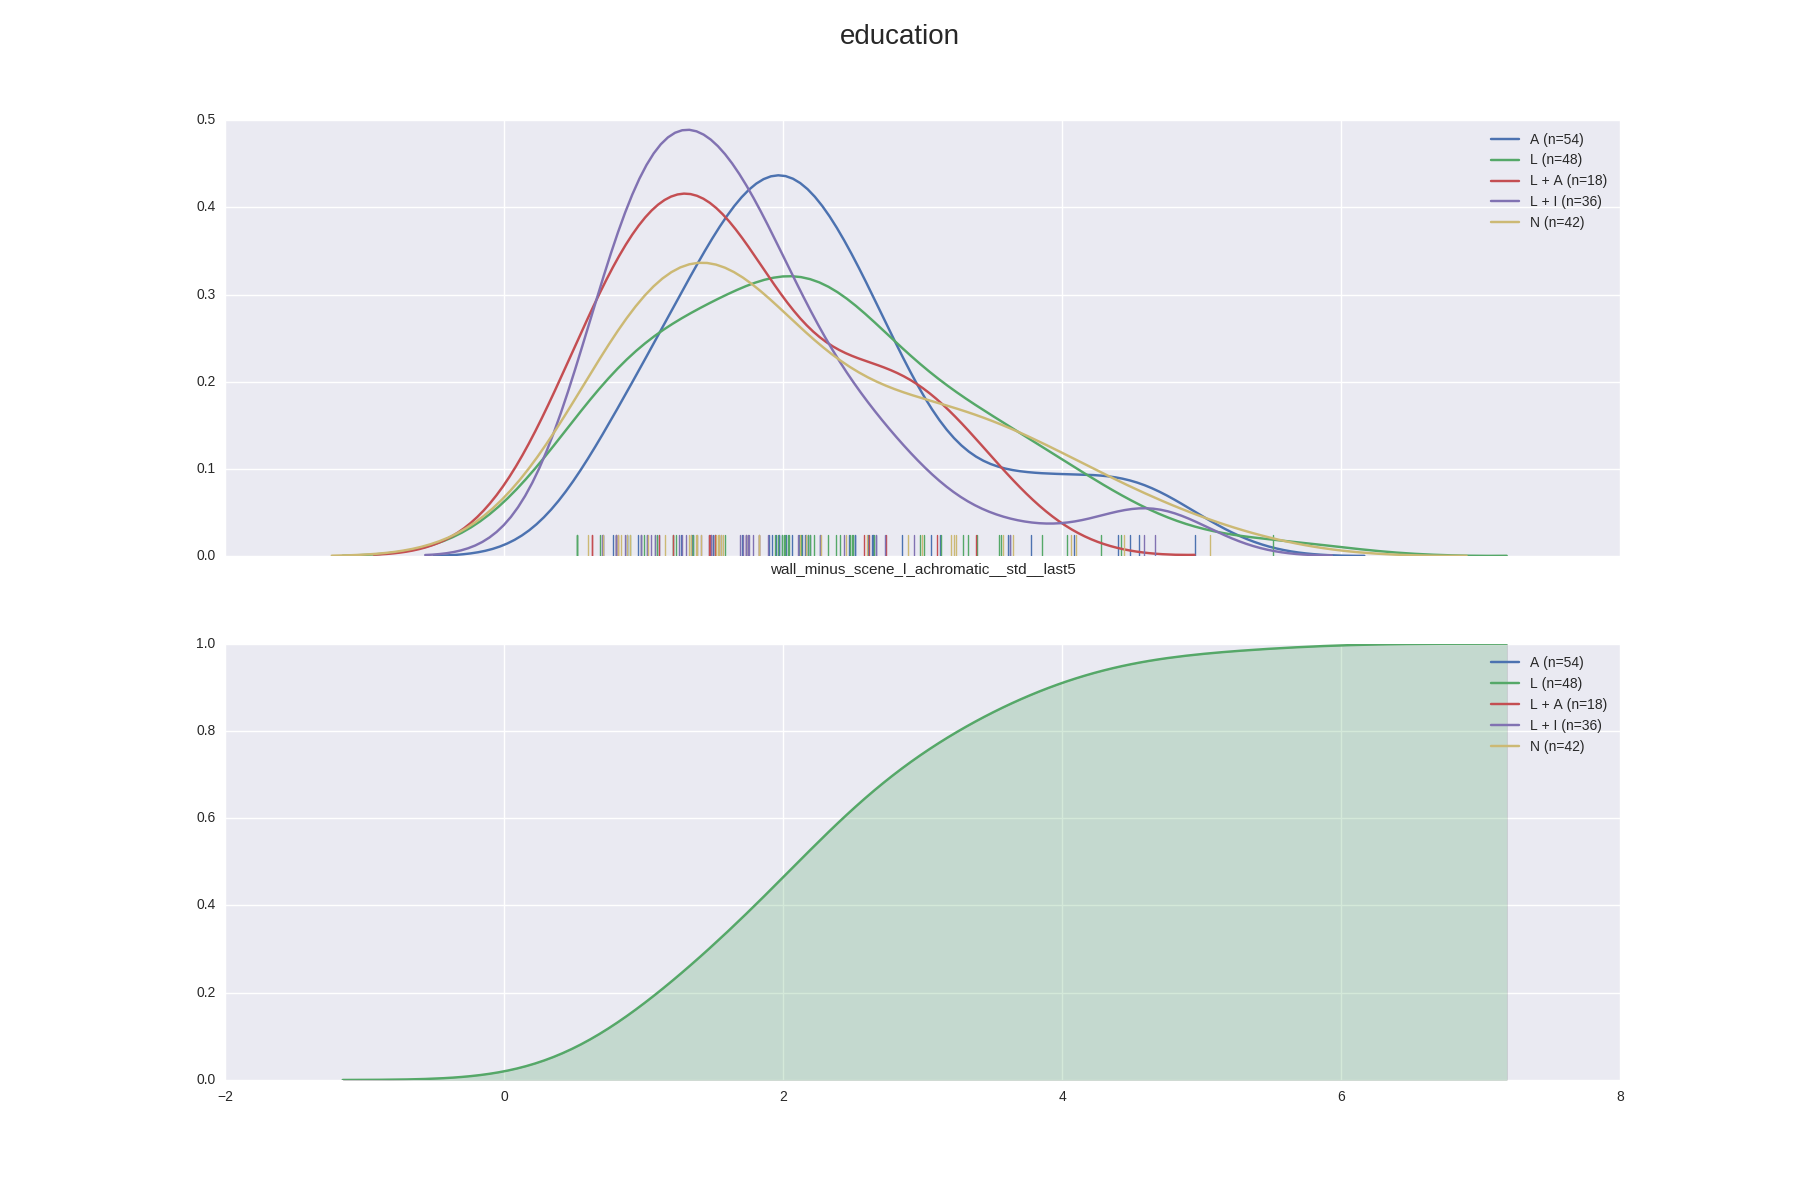 education
0.5
0.4
0.3
0.2
0.1
0.0
A (n=54)
L (n=48)
L + A (n=18)
L + I (n=36)
N (n=42)
wall_minus_scene_l_achromatic__std__last5
1.0
0.8
0.6
0.4
0.2
0.0
A (n=54)
L (n=48)
L + A (n=18)
L + I (n=36)
N (n=42)
−2 0 2 4 6 8